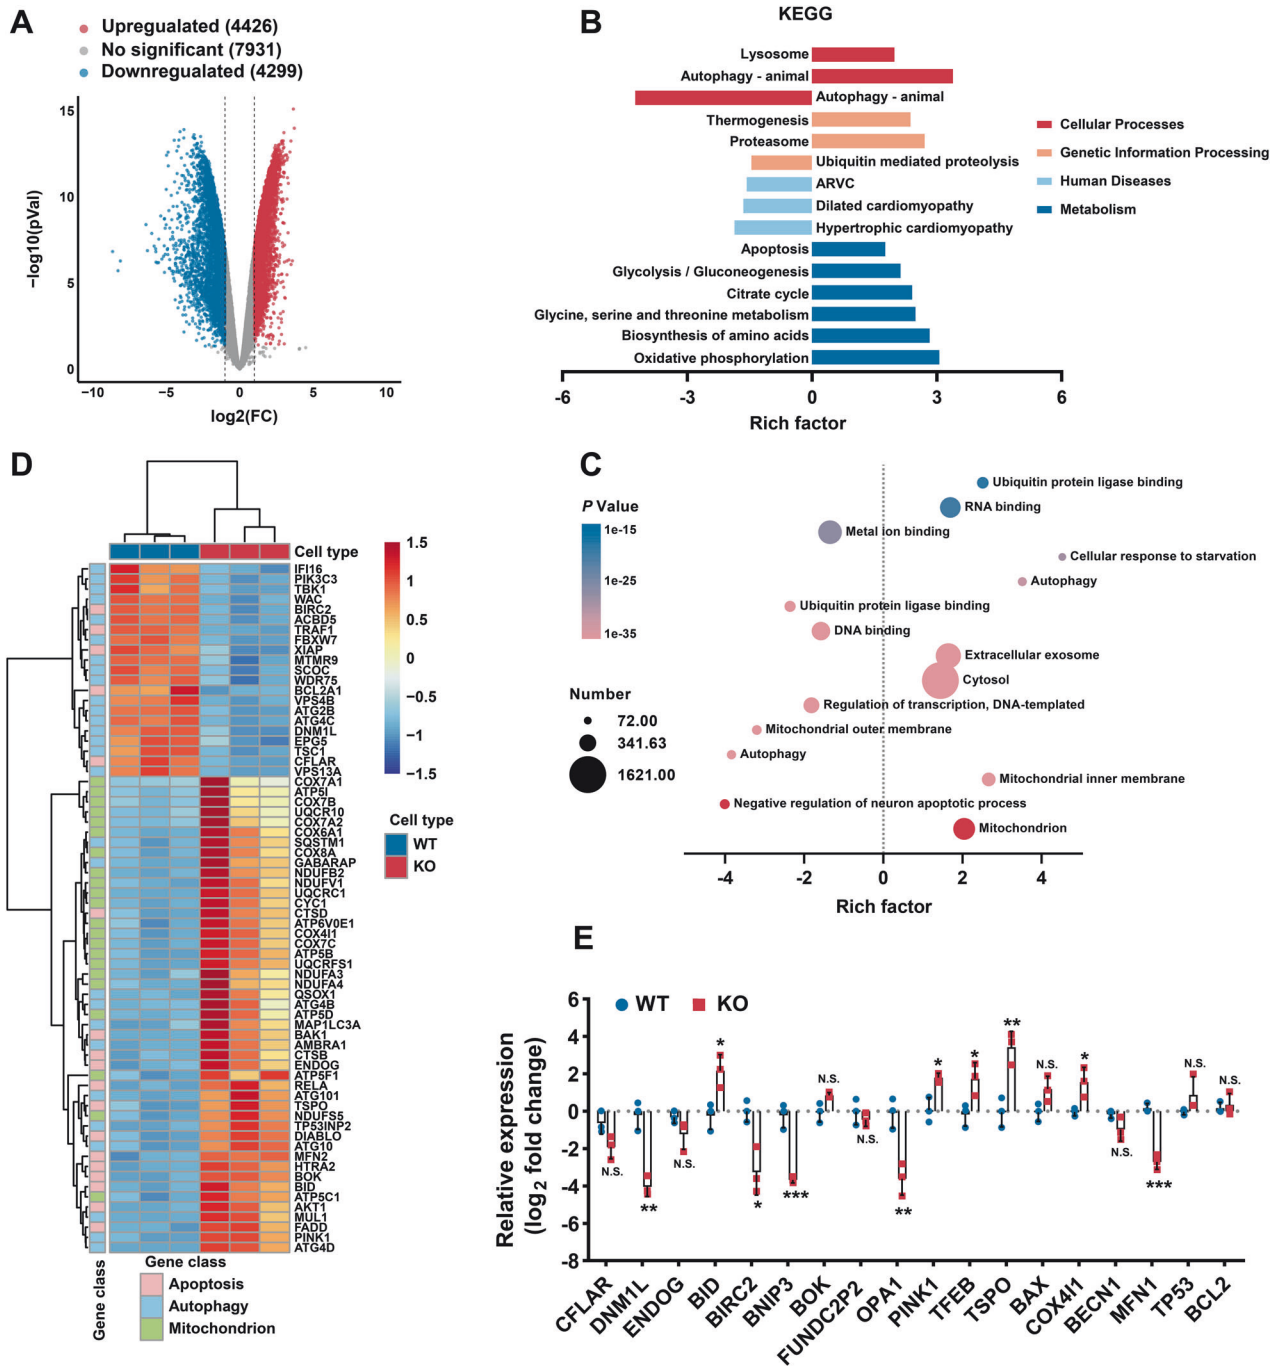 A
Upregualated (4426)
No significant (7931)
Downregualated (4299)
15
10
5
0
−10
−5
0
5
10
−log10(pVal)
log2(FC)
B
KEGG
Lysosome
Autophagy - animal
Autophagy - animal
Thermogenesis
Proteasome
Ubiquitin mediated proteolysis
ARVC
Dilated cardiomyopathy
Hypertrophic cardiomyopathy
Apoptosis
Glycolysis / Gluconeogenesis
Citrate cycle
Glycine, serine and threonine metabolism
Biosynthesis of amino acids
Oxidative phosphorylation
-6
-3
0
3
6
Rich factor
Cellular Processes
Genetic Information Processing
Human Diseases
Metabolism
D
Cell type
IFI16
PIK3C3
TBK1
WAC
BIRC2
ACBD5
TRAF1
FBXW7
XIAP
MTMR9
SCOC
WDR75
BCL2A1
VPS4B
ATG2B
ATG4C
DNM1L
EPG5
TSC1
CFLAR
VPS13A
COX7A1
ATP5I
COX7B
UQCR10
COX7A2
COX6A1
SQSTM1
COX8A
GABARAP
NDUFB2
NDUFV1
UQCRC1
CYC1
CTSD
ATP6V0E1
COX4I1
COX7C
ATP5B
UQCRFS1
NDUFA3
NDUFA4
QSOX1
ATG4B
ATP5D
MAP1LC3A
BAK1
AMBRA1
CTSB
ENDOG
ATP5F1
RELA
ATG101
TSPO
NDUFS5
TP53INP2
DIABLO
ATG10
MFN2
HTRA2
BOK
BID
ATP5C1
AKT1
MUL1
FADD
PINK1
ATG4D
1.5
1
0.5
0
−0.5
−1
−1.5
Cell type
WT
KO
Gene class
Gene class
Apoptosis
Autophagy
Mitochondrion
C
P Value
1e-15
1e-25
1e-35
Number
72.00
341.63
1621.00
Ubiquitin protein ligase binding
RNA binding
Metal ion binding
Cellular response to starvation
Autophagy
Ubiquitin protein ligase binding
DNA binding
Extracellular exosome
Cytosol
Regulation of transcription, DNA-templated
Mitochondrial outer membrane
Autophagy
Mitochondrial inner membrane
Negative regulation of neuron apoptotic process
Mitochondrion
-4
-2
0
2
4
Rich factor
E
WT
KO
Relative expression
(log2 fold change)
6
4
2
0
-2
-4
-6
-8
N.S.
**
N.S.
*
*
***
N.S.
N.S.
**
*
*
**
N.S.
*
N.S.
***
N.S.
N.S.
CFLAR
DNM1L
ENDOG
BID
BIRC2
BNIP3
BOK
FUNDC2P2
OPA1
PINK1
TFEB
TSPO
BAX
COX4I1
BECN1
MFN1
TP53
BCL2